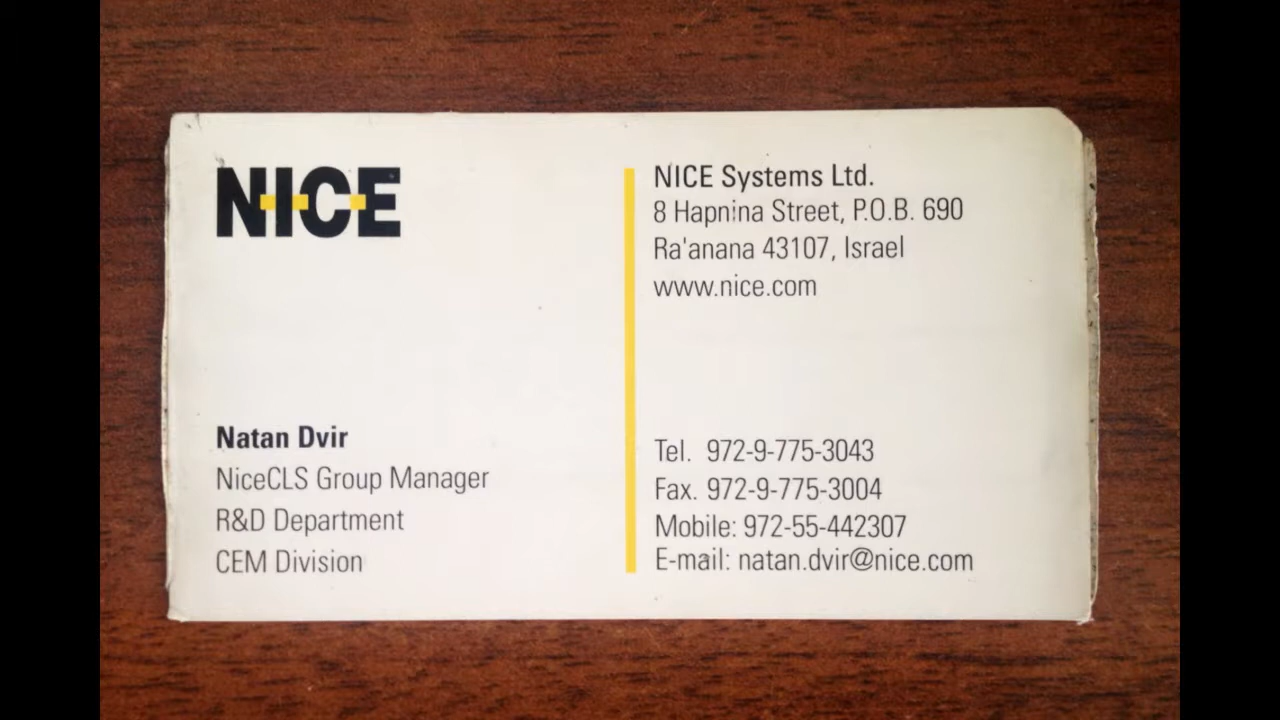 NICE
NICE Systems Ltd.
8 Hapnina Street, P.O.B. 690
Ra'anana 43107, Israel
www.nice.com
Natan Dvir
NiceCLS Group Manager
R&D Department
CEM Division
Tel. 972-9-775-3043
Fax. 972-9-775-3004
Mobile: 972-55-442307
E-mail: natan.dvir@nice.com